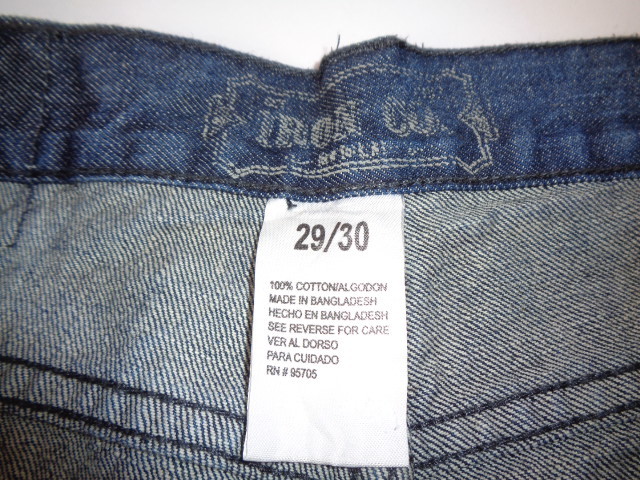 IRON CO.
29/30
100% COTTON/ALGODON
MADE IN BANGLADESH
HECHO EN BANGLADESH
SEE REVERSE FOR CARE
VER AL DORSO
PARA CUIDADO
RN # 95705